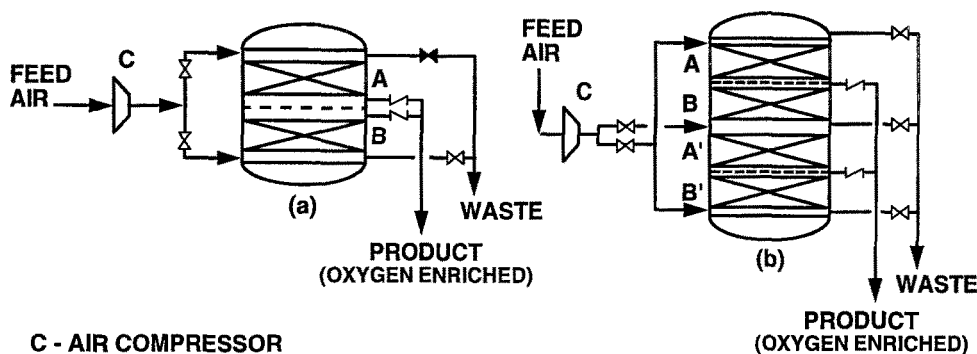 FEED
AIR
C
A
B
(a)
WASTE
PRODUCT
(OXYGEN ENRICHED)
C - AIR COMPRESSOR
FEED
AIR
C
A
B
A'
B'
(b)
WASTE
PRODUCT
(OXYGEN ENRICHED)